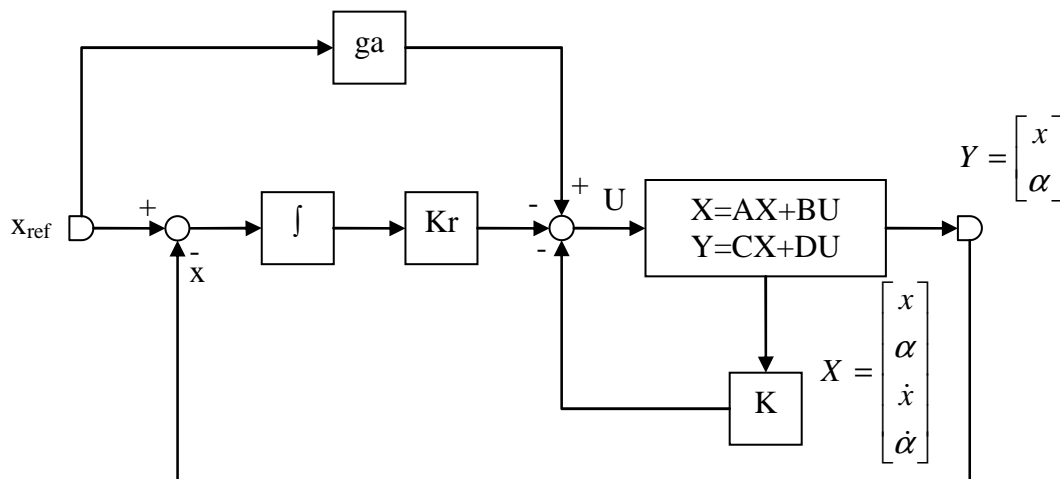 ga
Y = [x α]
x_ref
+
-
x
∫
Kr
-
+
-
U
X=AX+BU
Y=CX+DU
K
X = [x α ẋ α̇]